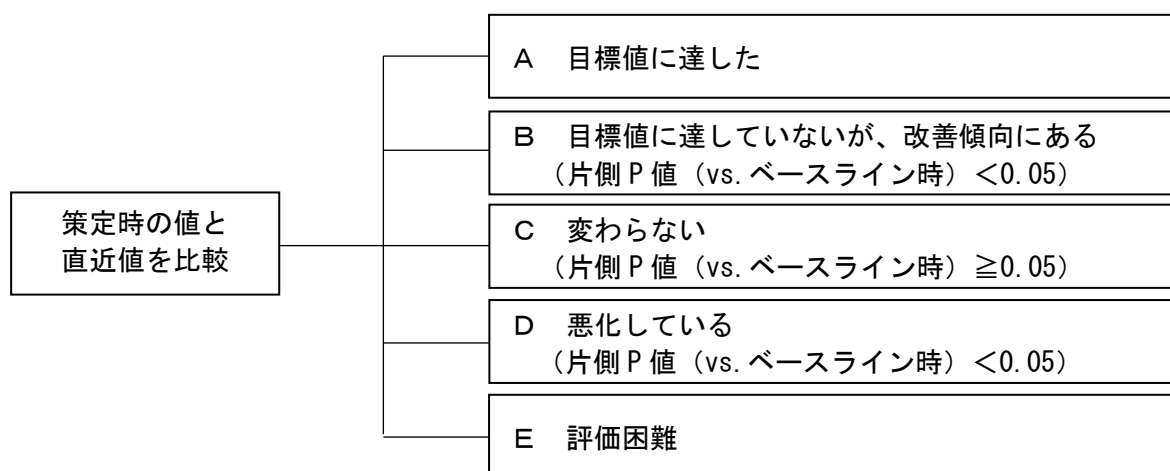 策定時の値と
直近値を比較
Ａ　目標値に達した
Ｂ　目標値に達していないが、改善傾向にある
（片側 P 値（vs. ベースライン時）＜0.05）
Ｃ　変わらない
（片側 P 値（vs. ベースライン時）≧0.05）
Ｄ　悪化している
（片側 P 値（vs. ベースライン時）＜0.05）
Ｅ　評価困難